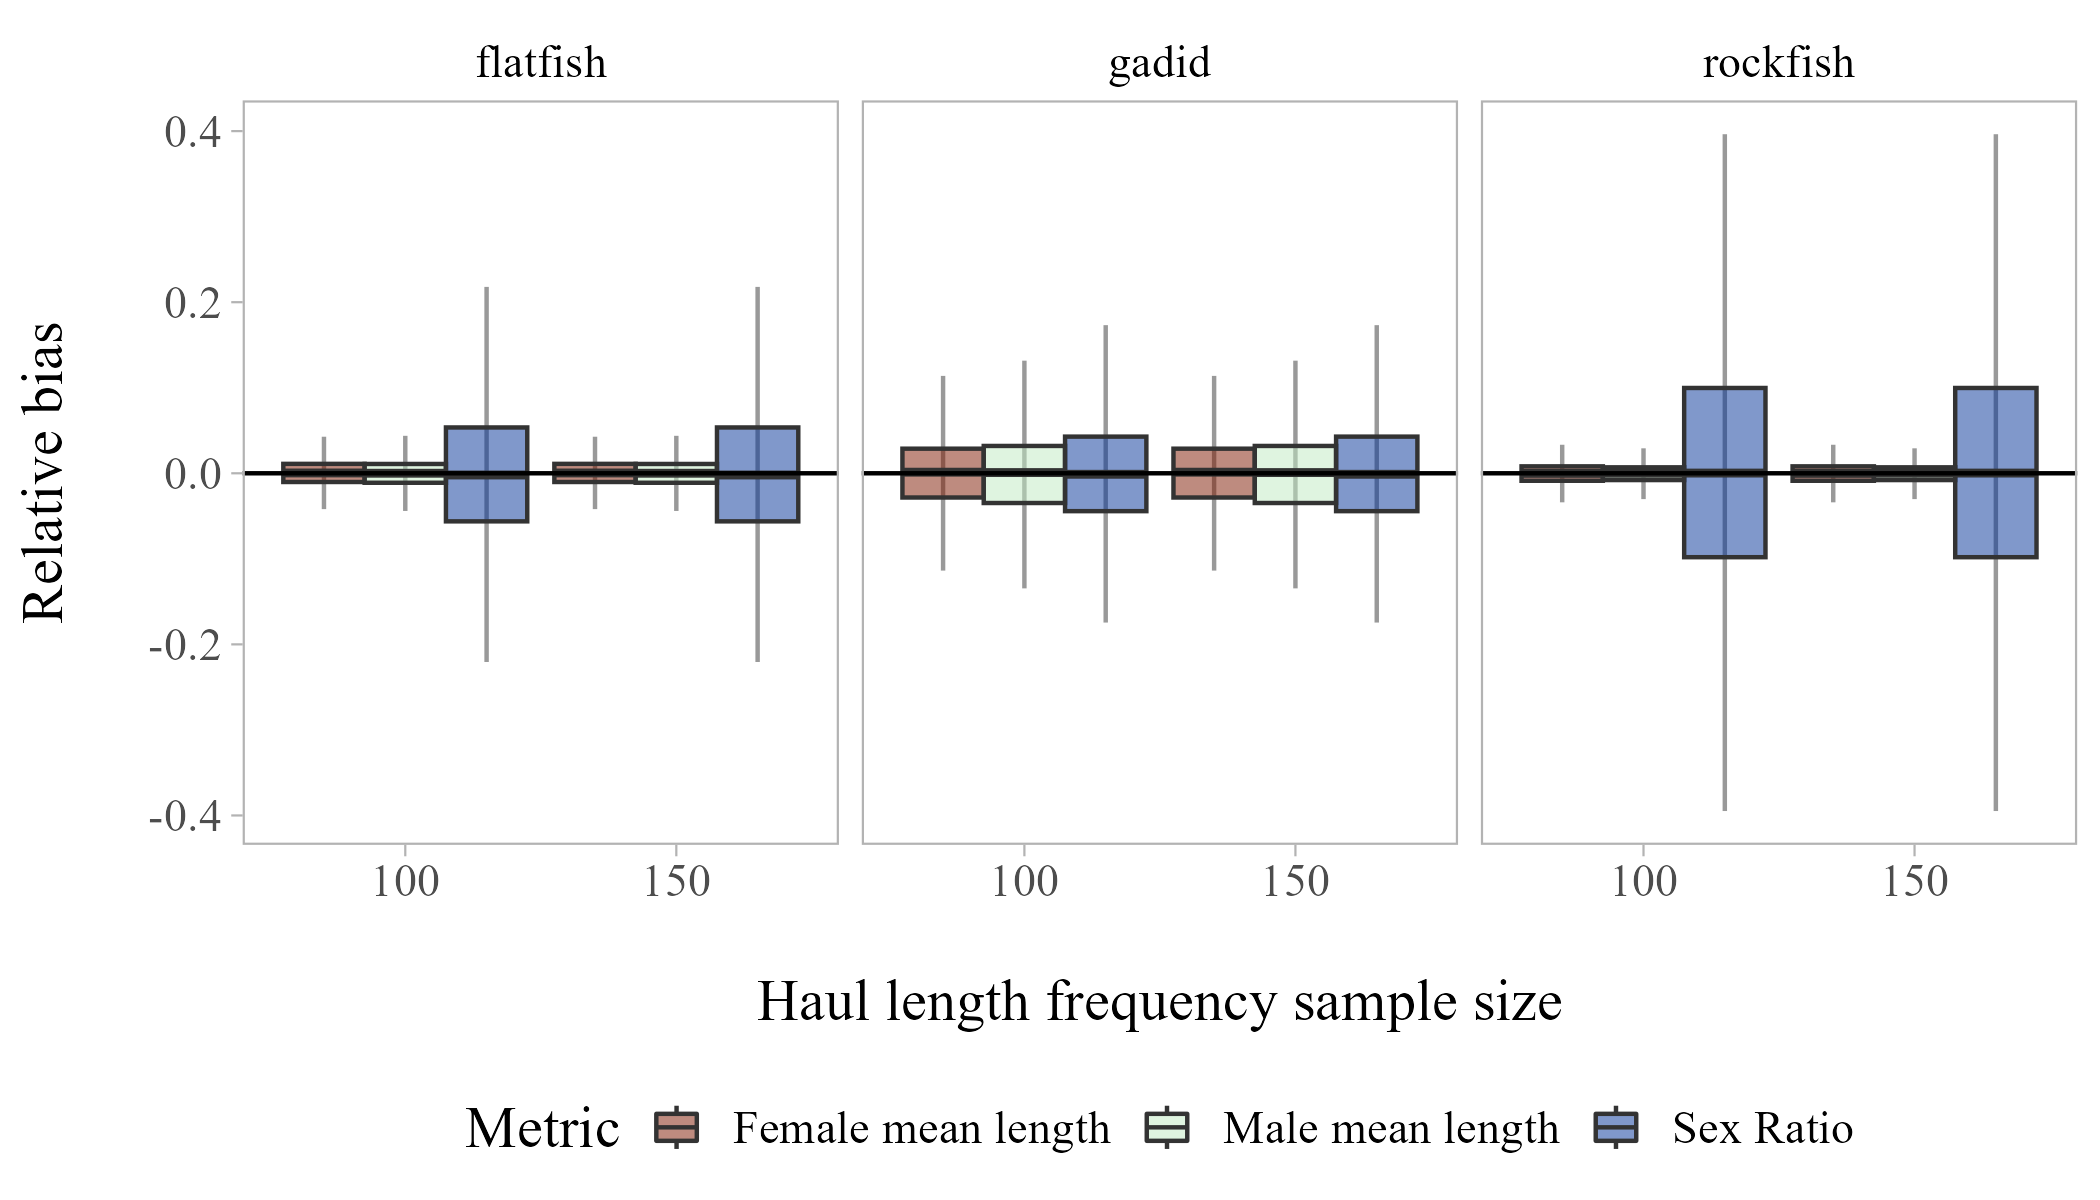 flatfish gadid rockfish
0.4
0.2
0.0
-0.2
-0.4
Relative bias
100 150 100 150 100 150
Haul length frequency sample size
Metric Female mean length Male mean length Sex Ratio